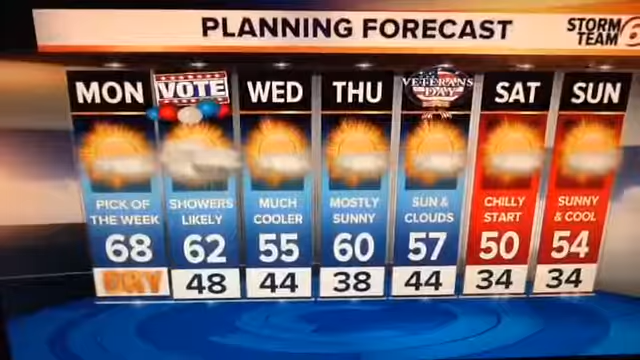 PLANNING FORECAST
STORM
TEAM 6
MON VOTE WED THU VETERANS DAY SAT SUN
PICK OF THE WEEK
SHOWERS LIKELY
MUCH COOLER
MOSTLY SUNNY
SUN & CLOUDS
CHILLY START
SUNNY & COOL
68 62 55 60 57 50 54
DRY 48 44 38 44 34 34